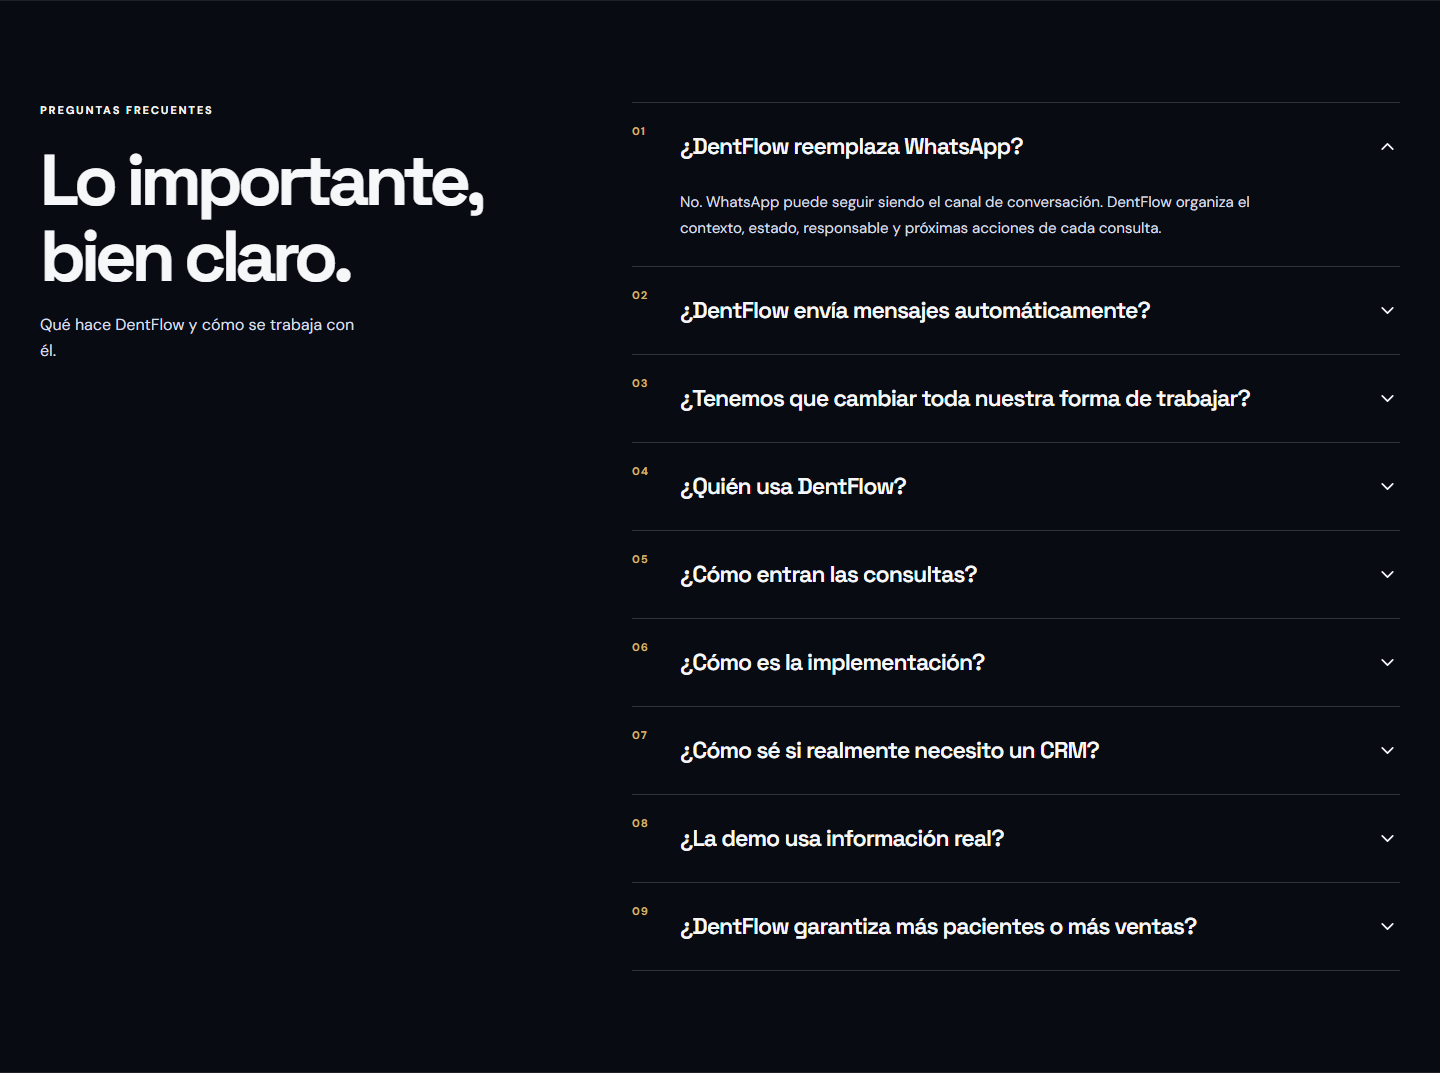 PREGUNTAS FRECUENTES
Lo importante,
bien claro.
Qué hace DentFlow y cómo se trabaja con
él.
01
¿DentFlow reemplaza WhatsApp?
No. WhatsApp puede seguir siendo el canal de conversación. DentFlow organiza el
contexto, estado, responsable y próximas acciones de cada consulta.
02
¿DentFlow envía mensajes automáticamente?
03
¿Tenemos que cambiar toda nuestra forma de trabajar?
04
¿Quién usa DentFlow?
05
¿Cómo entran las consultas?
06
¿Cómo es la implementación?
07
¿Cómo sé si realmente necesito un CRM?
08
¿La demo usa información real?
09
¿DentFlow garantiza más pacientes o más ventas?